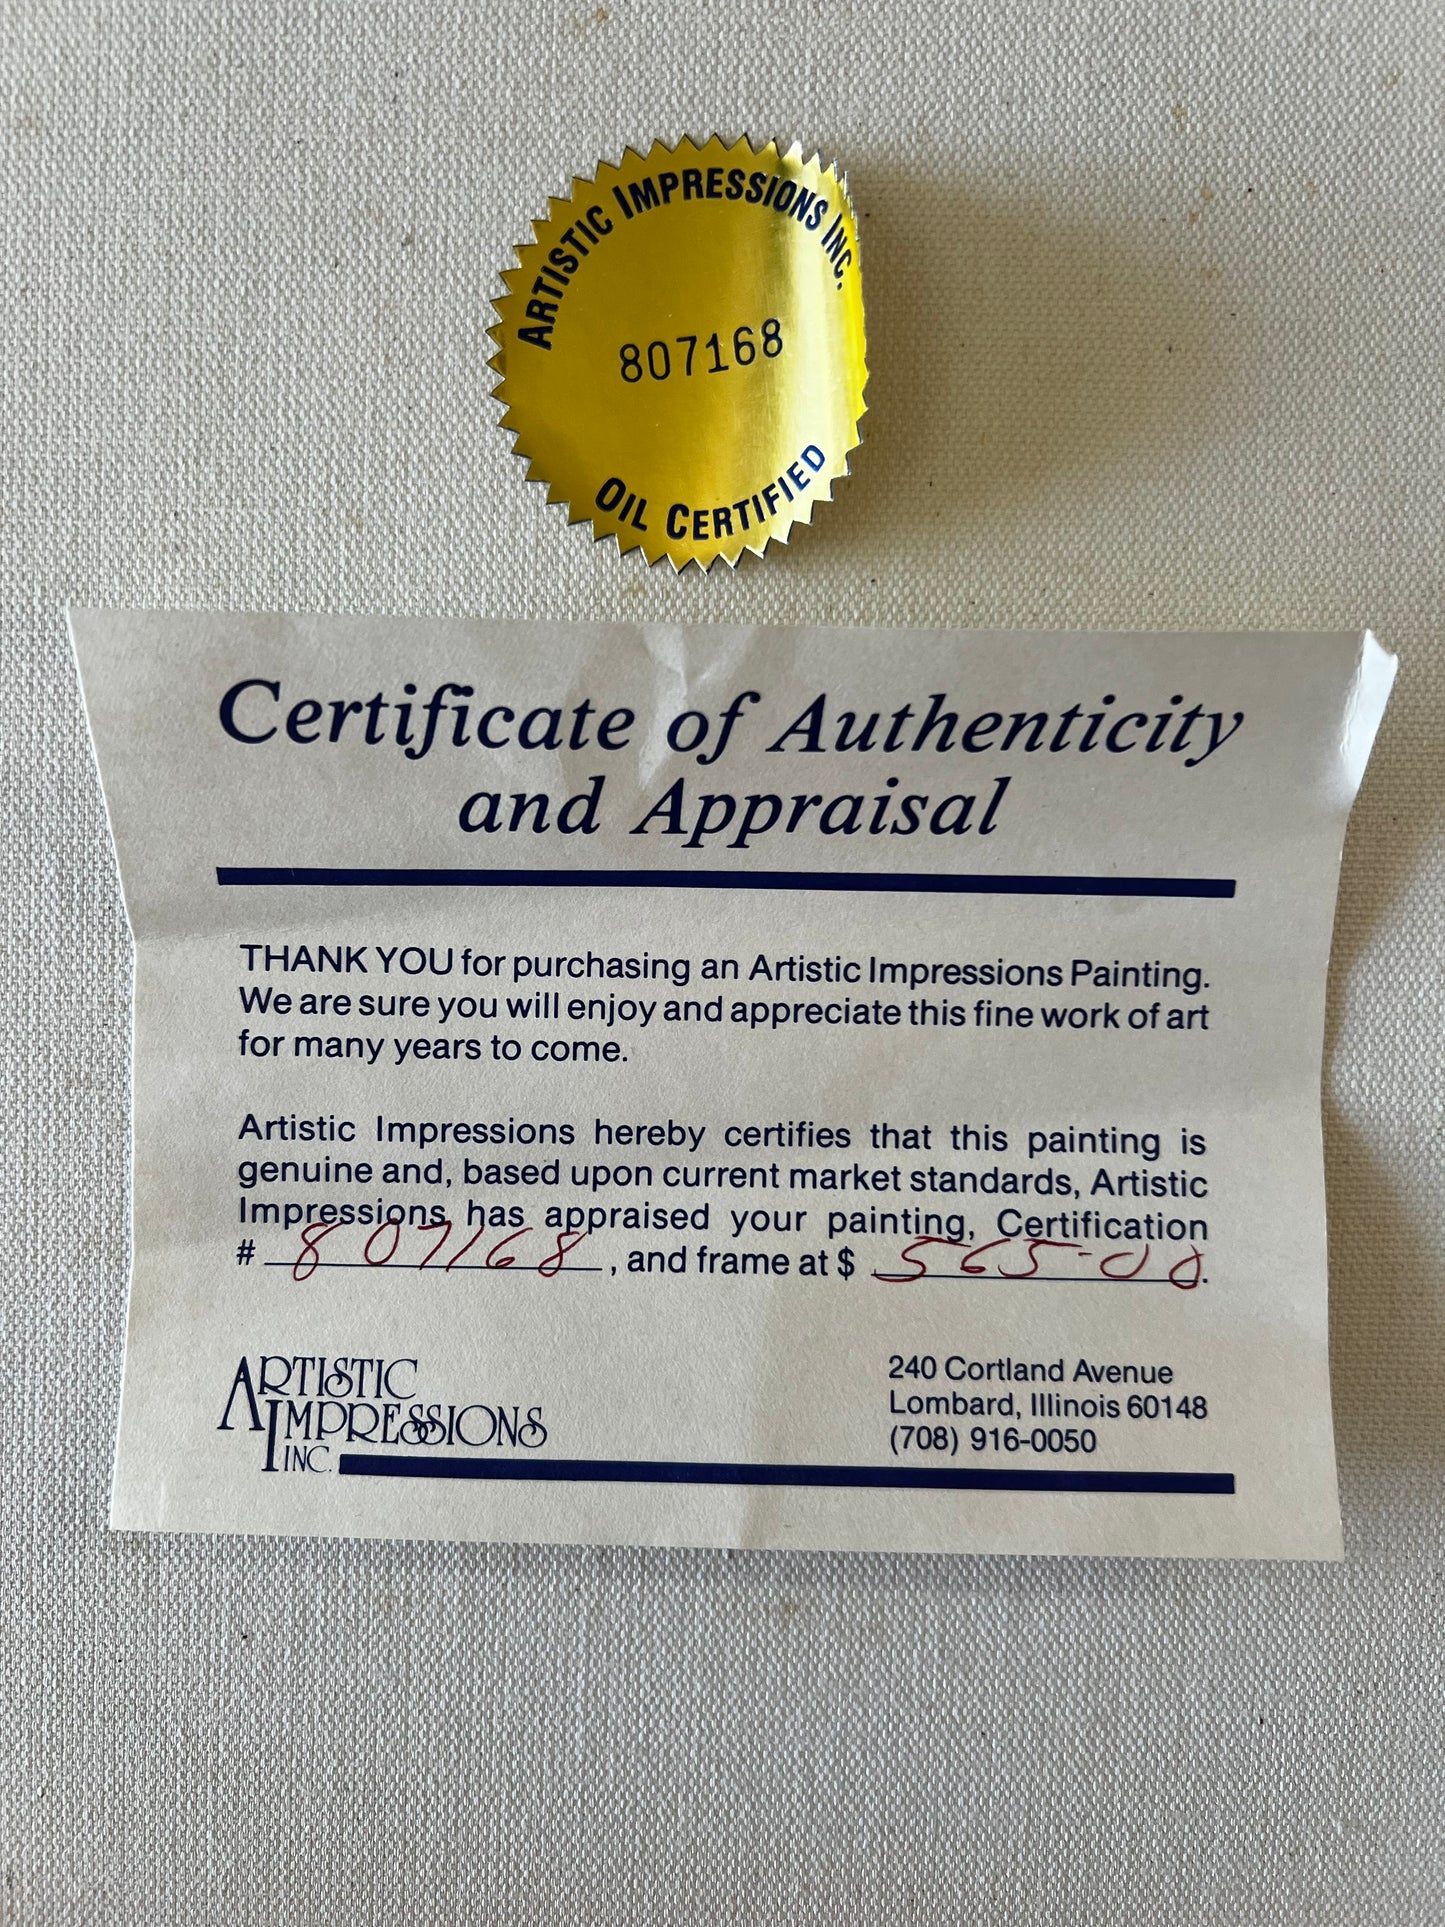 ARTISTIC IMPRESSIONS INC.
807168
OIL CERTIFIED
Certificate of Authenticity
and Appraisal
THANK YOU for purchasing an Artistic Impressions Painting.
We are sure you will enjoy and appreciate this fine work of art
for many years to come.
Artistic Impressions hereby certifies that this painting is
genuine and, based upon current market standards, Artistic
Impressions has appraised your painting, Certification
# 807168, and frame at $ 565-00.
ARTISTIC
IMPRESSIONS
INC.
240 Cortland Avenue
Lombard, Illinois 60148
(708) 916-0050